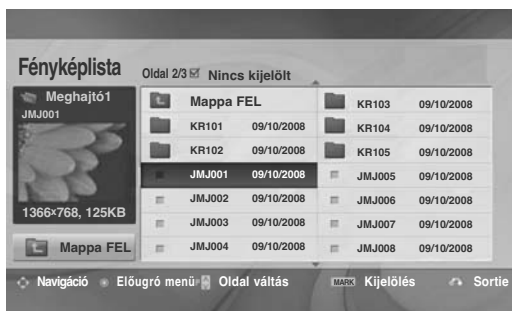 Fényképlista
Oldal 2/3 Nincs kijelölt
Meghajtó1
JMJ001
1366x768, 125KB
Mappa FEL
Mappa FEL
KR101 09/10/2008
KR102 09/10/2008
JMJ001 09/10/2008
JMJ002 09/10/2008
JMJ003 09/10/2008
JMJ004 09/10/2008
KR103 09/10/2008
KR104 09/10/2008
KR105 09/10/2008
JMJ005 09/10/2008
JMJ006 09/10/2008
JMJ007 09/10/2008
JMJ008 09/10/2008
Navigáció Előugró menü Oldal váltás MARK Kijelölés Sortie